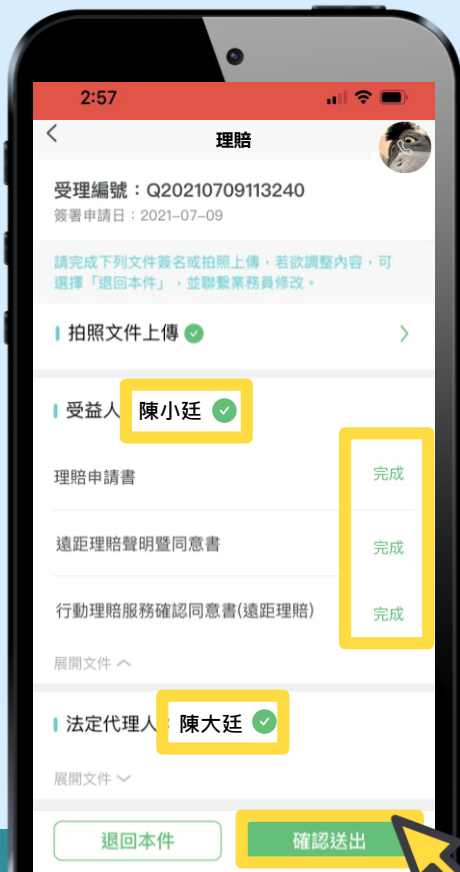 2:57
理賠
受理編號：Q20210709113240
簽署申請日：2021-07-09
請完成下列文件簽名或拍照上傳，若欲調整內容，可
選擇「退回本件」，並聯繫業務員修改。
拍照文件上傳
受益人 陳小廷
理賠申請書 完成
遠距理賠聲明暨同意書 完成
行動理賠服務確認同意書(遠距理賠) 完成
展開文件
法定代理人：陳大廷
展開文件
退回本件 確認送出